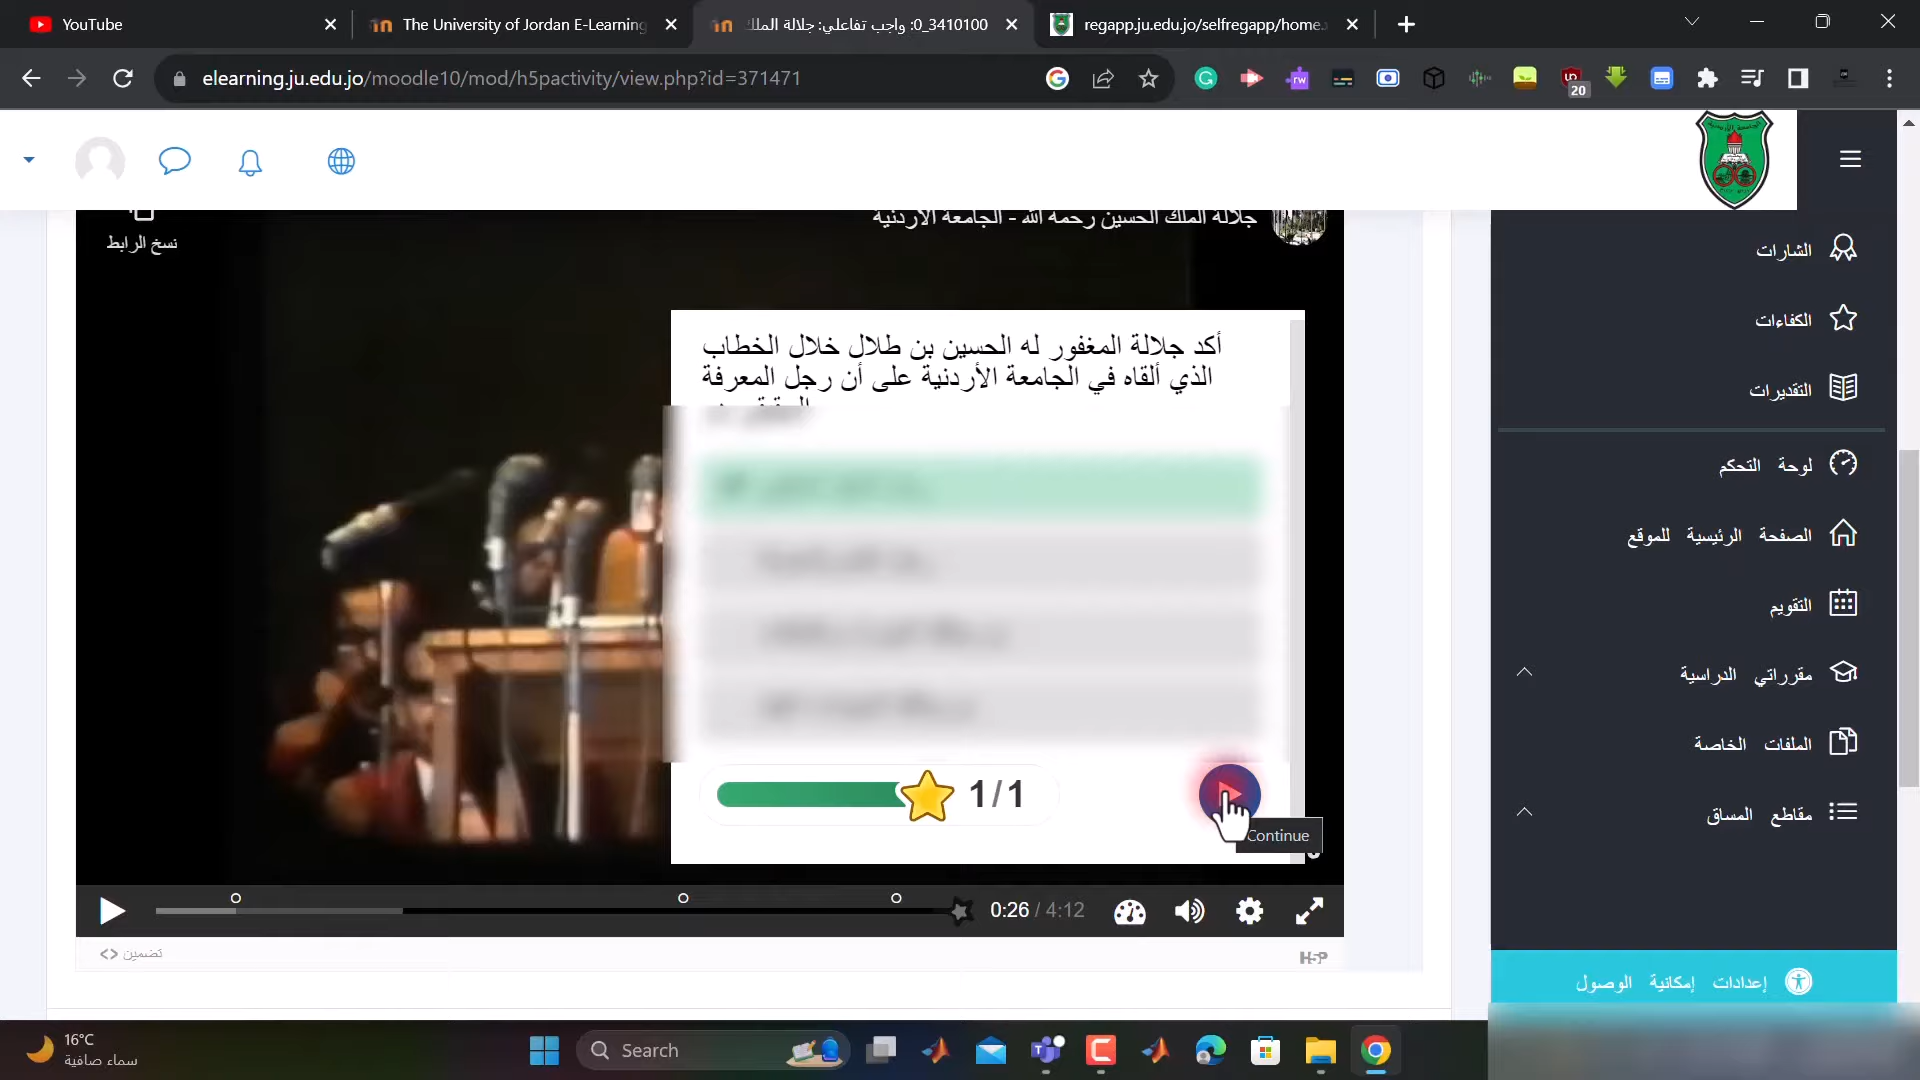 YouTube
The University of Jordan E-Learning
0_3410100: واجب تفاعلي: جلالة الملك
regapp.ju.edu.jo/selfregapp/home.
elearning.ju.edu.jo/moodle10/mod/h5pactivity/view.php?id=371471
20
جلالة الملك الحسين رحمه الله - الجامعة الاردنية
نسخ الرابط
أكد جلالة المغفور له الحسين بن طلال خلال الخطاب
الذي ألقاه في الجامعة الأردنية على أن رجل المعرفة
1/1
Continue
0:26 / 4:12
تضمين
H5P
الشارات
الكفاءات
التقديرات
لوحة التحكم
الصفحة الرئيسية للموقع
التقويم
مقرراتي الدراسية
الملفات الخاصة
مقاطع المساق
إعدادات إمكانية الوصول
16°C
سماء صافية
Search